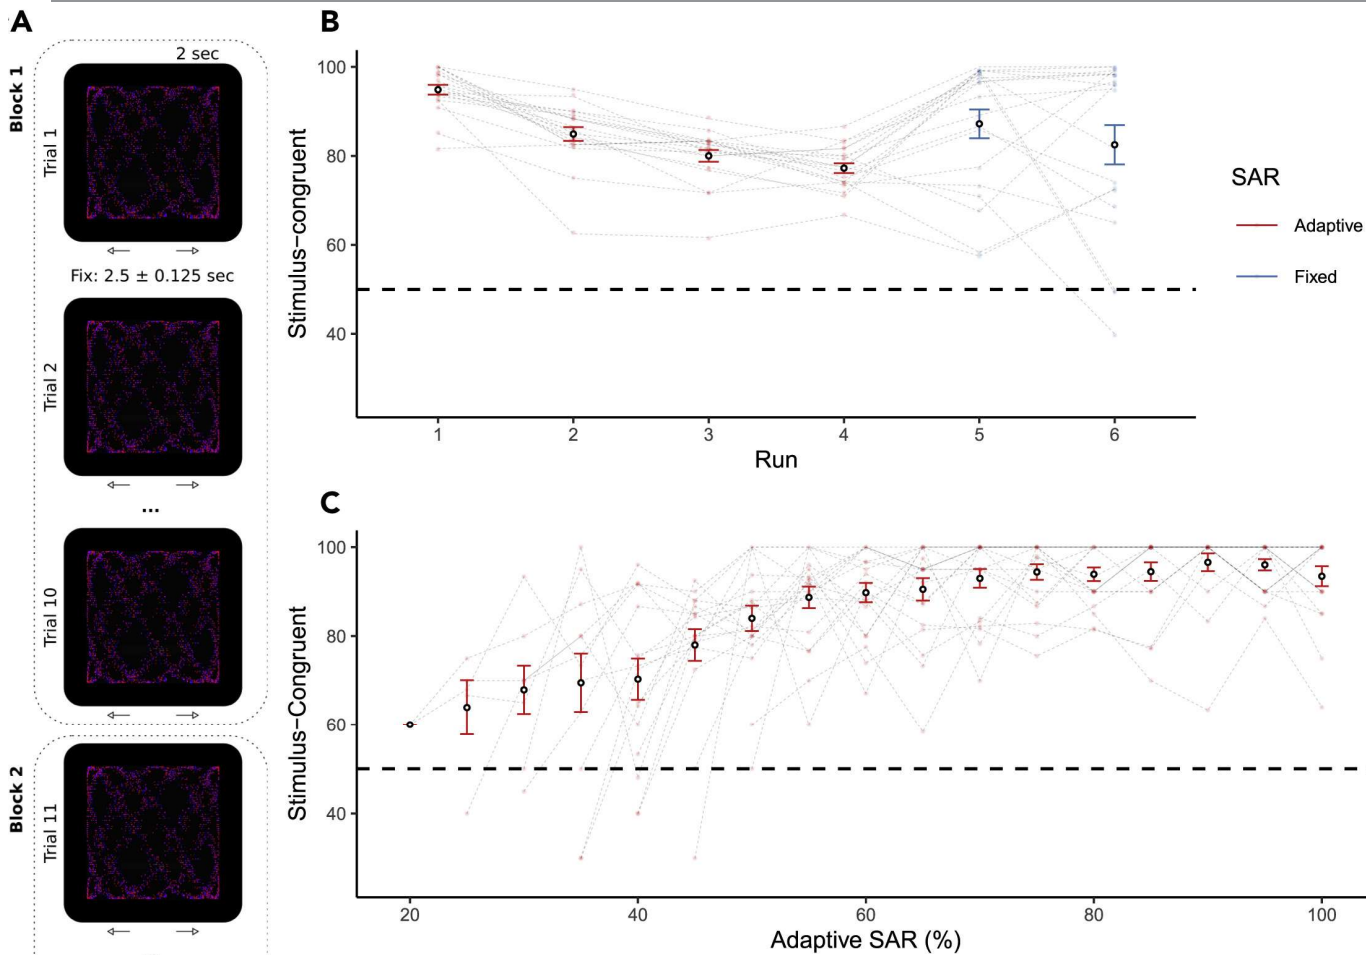 A
Block 1
2 sec
Trial 1
Fix: 2.5 ± 0.125 sec
Trial 2
...
Trial 10
Block 2
Trial 11
B
Stimulus-congruent
100
80
60
40
1 2 3 4 5 6
Run
SAR
Adaptive
Fixed
C
Stimulus-Congruent
100
80
60
40
20 40 60 80 100
Adaptive SAR (%)